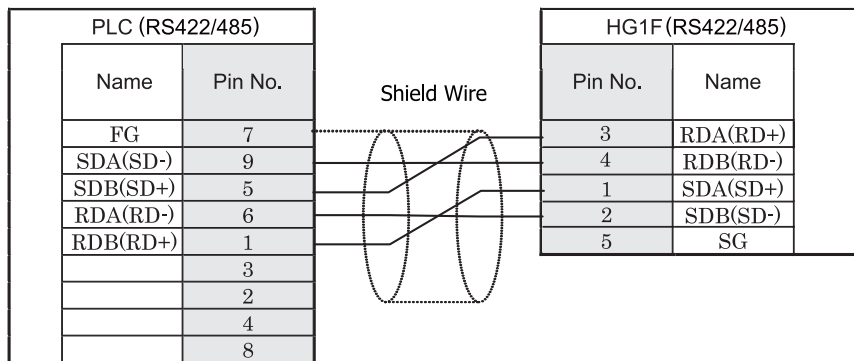 PLC (RS422/485)
Name Pin No.
FG 7
SDA(SD-) 9
SDB(SD+) 5
RDA(RD-) 6
RDB(RD+) 1
3
2
4
8
Shield Wire
HG1F(RS422/485)
Pin No. Name
3 RDA(RD+)
4 RDB(RD-)
1 SDA(SD+)
2 SDB(SD-)
5 SG